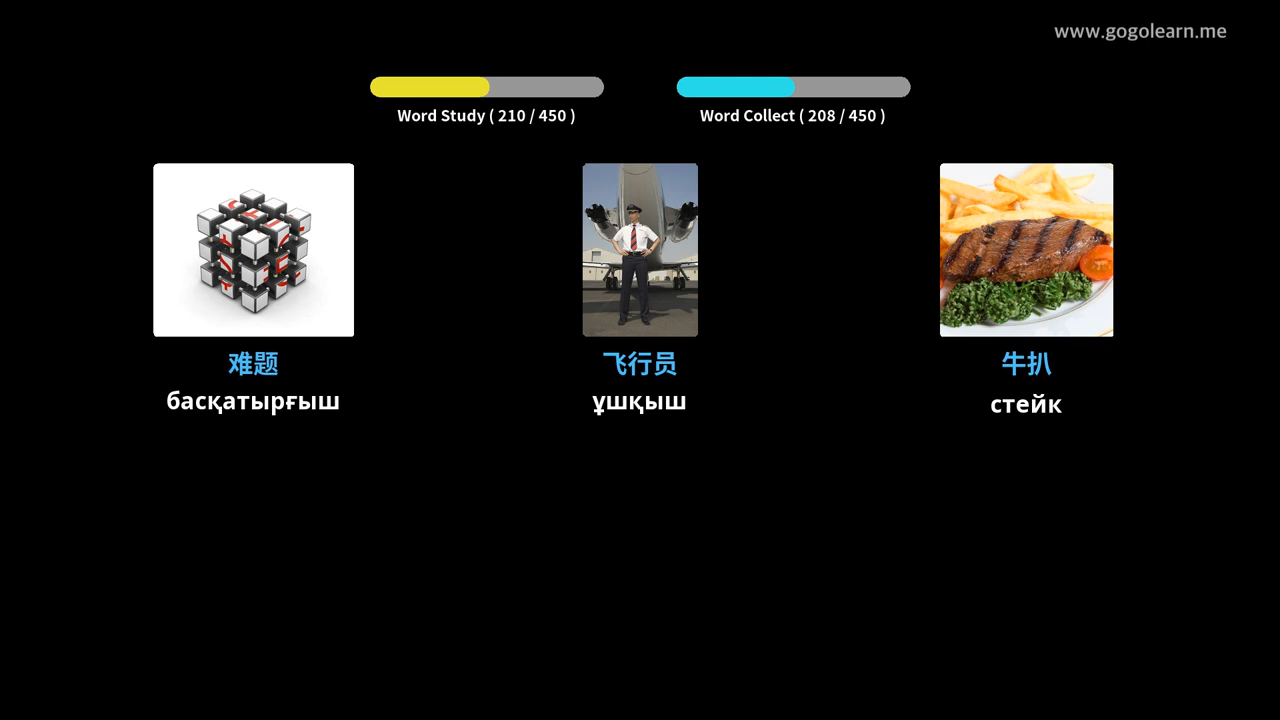 www.gogolearn.me
Word Study ( 210 / 450 )
Word Collect ( 208 / 450 )
难题
басқатырғыш
飞行员
ұшқыш
牛扒
стейк